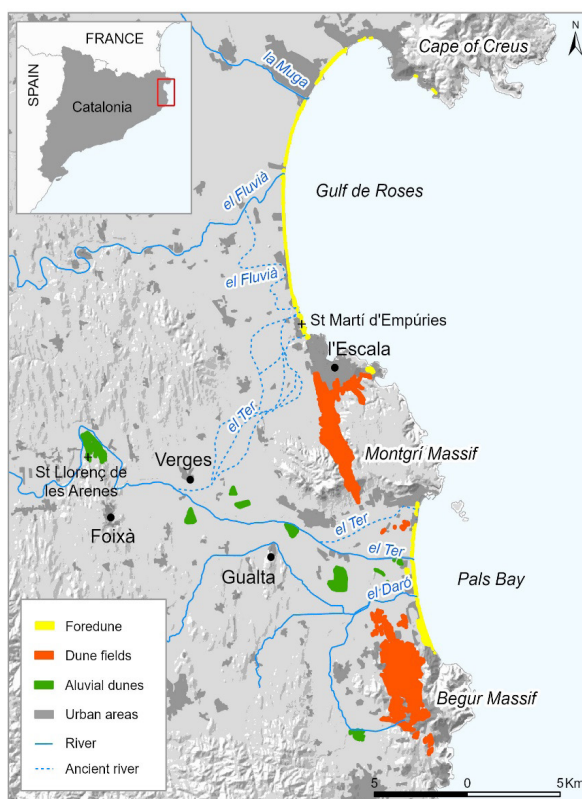 FRANCE
SPAIN
Catalonia
Cape of Creus
N
la Muga
Gulf de Roses
el Fluvià
el Fluvià
St Martí d'Empúries
l'Escala
el Ter
Montgrí Massif
Verges
St Llorenç de
les Arenes
Foixà
el Ter
el Ter
Gualta
el Daró
Pals Bay
Begur Massif
Foredune
Dune fields
Aluvial dunes
Urban areas
River
Ancient river
5 0 5 Km